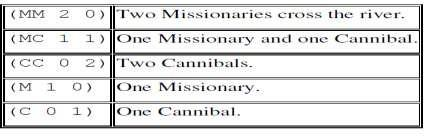 (MM 2 0) Two Missionaries cross the river.
(MC 1 1) One Missionary and one Cannibal.
(CC 0 2) Two Cannibals.
(M 1 0) One Missionary.
(C 0 1) One Cannibal.